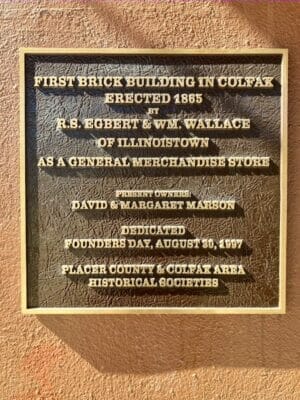 FIRST BRICK BUILDING IN COLFAX
ERECTED 1865
BY
R.S. EGBERT & WM. WALLACE
OF ILLINOISTOWN
AS A GENERAL MERCHANDISE STORE
PRESENT OWNERS
DAVID & MARGARET MARSON
DEDICATED
FOUNDERS DAY, AUGUST 30, 1997
PLACER COUNTY & COLFAX AREA
HISTORICAL SOCIETIES